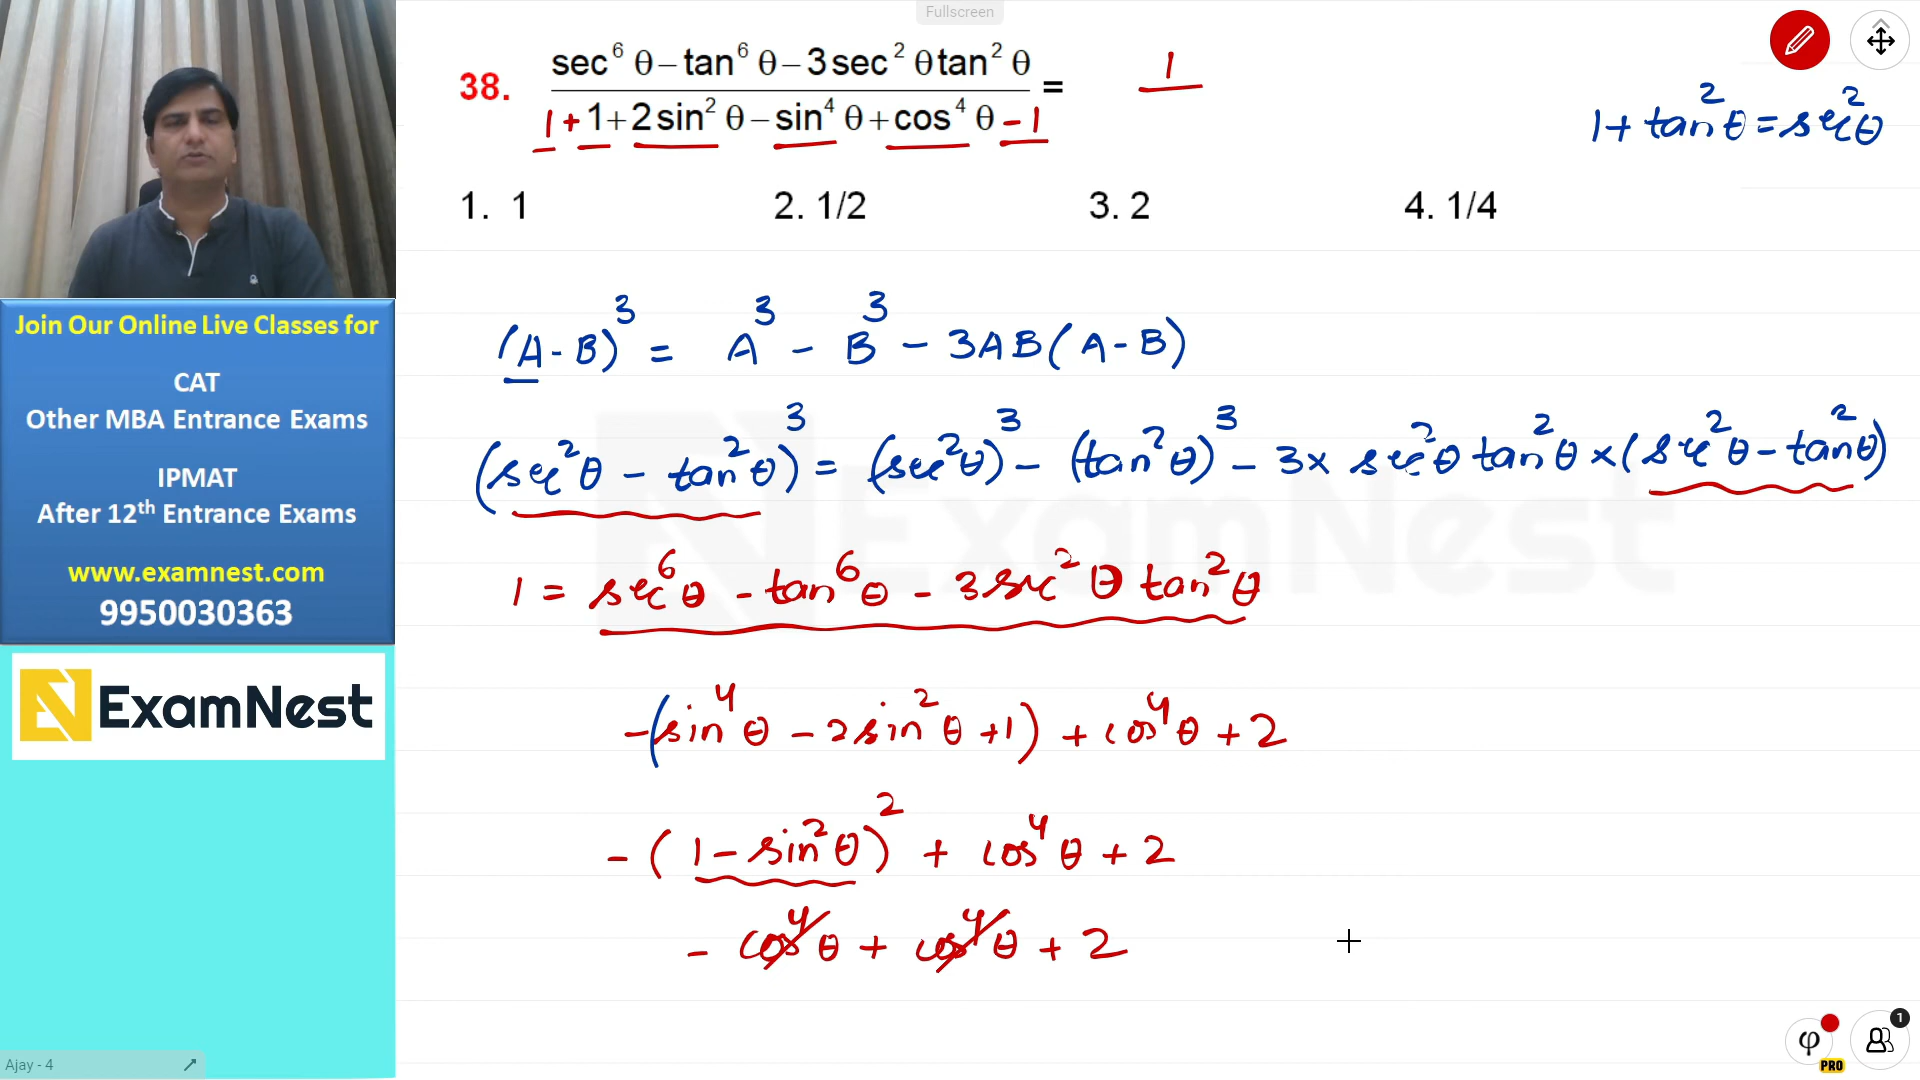 Fullscreen
38. sec⁶ θ – tan⁶ θ – 3 sec² θ tan² θ = 1
1 + 1 + 2 sin² θ – sin⁴ θ + cos⁴ θ – 1
1 + tan²θ = sec²θ
1. 1 2. 1/2 3. 2 4. 1/4
(A - B)³ = A³ - B³ - 3AB(A - B)
(sec²θ - tan²θ)³ = (sec²θ)³ - (tan²θ)³ - 3 × sec²θ tan²θ × (sec²θ - tan²θ)
1 = sec⁶θ - tan⁶θ - 3 sec²θ tan²θ
-(sin⁴θ - 2 sin²θ + 1) + cos⁴θ + 2
- (1 - sin²θ)² + cos⁴θ + 2
- cos⁴θ + cos⁴θ + 2
Join Our Online Live Classes for
CAT
Other MBA Entrance Exams
IPMAT
After 12th Entrance Exams
www.examnest.com
9950030363
ExamNest
ExamNest
Ajay - 4
φ
PRO
1